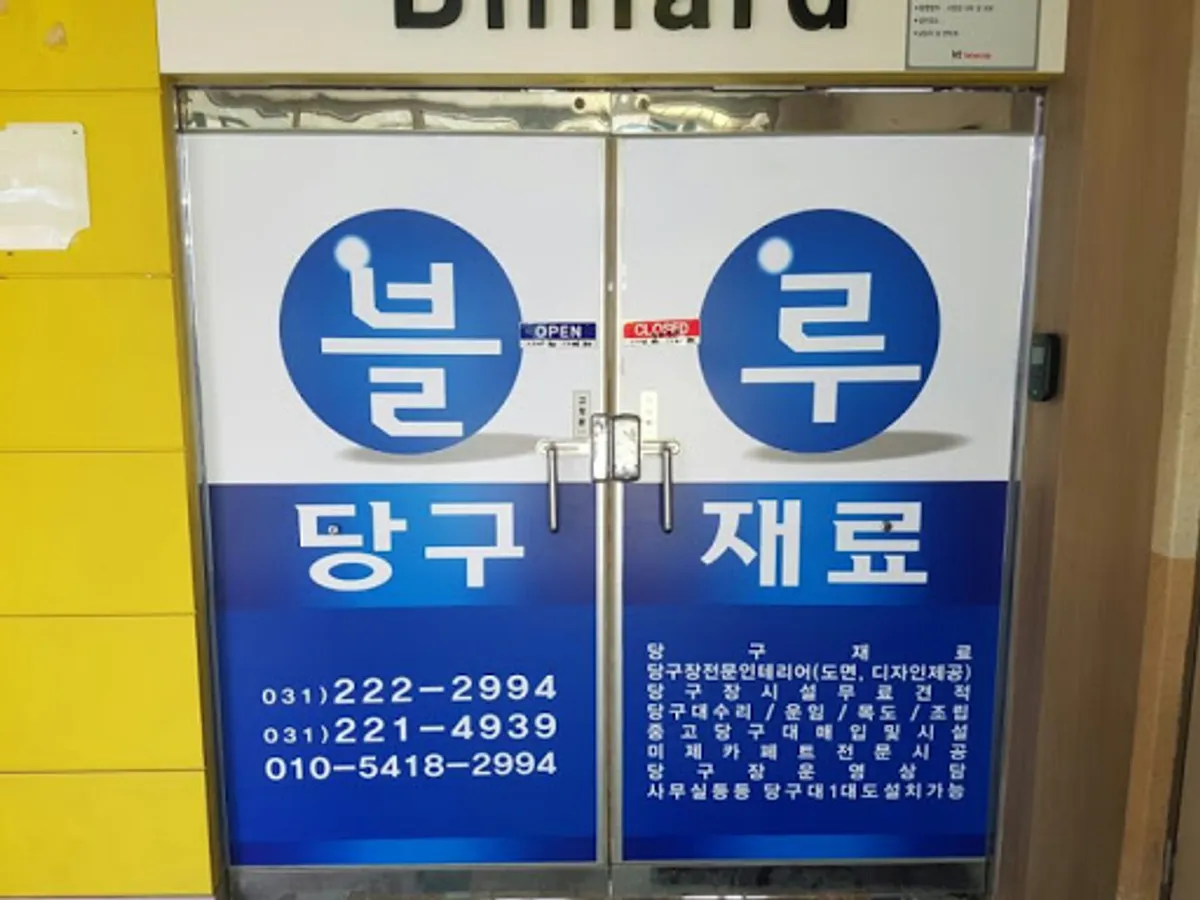 Billiard
블루
OPEN
CLOSED
당구재료
031)222-2994
031)221-4939
010-5418-2994
당구재료
당구장전문인테리어(도면, 디자인제공)
당구장시설무료견적
당구대수리 / 운임 / 목도 / 조립
중고당구대매입및시설
미제카페트전문시공
당구장운영상담
사무실등등 당구대1대도설치가능
kt